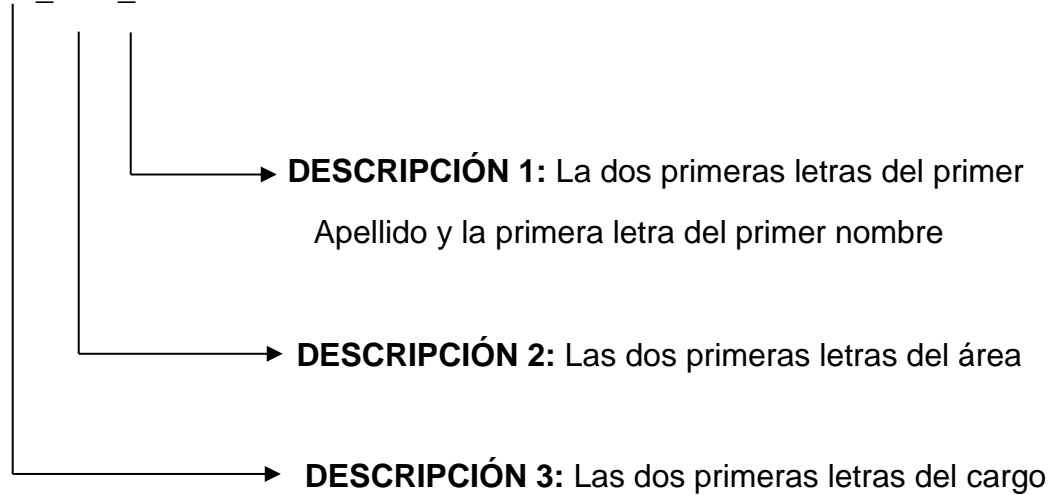 DESCRIPCIÓN 1: La dos primeras letras del primer
Apellido y la primera letra del primer nombre
DESCRIPCIÓN 2: Las dos primeras letras del área
DESCRIPCIÓN 3: Las dos primeras letras del cargo